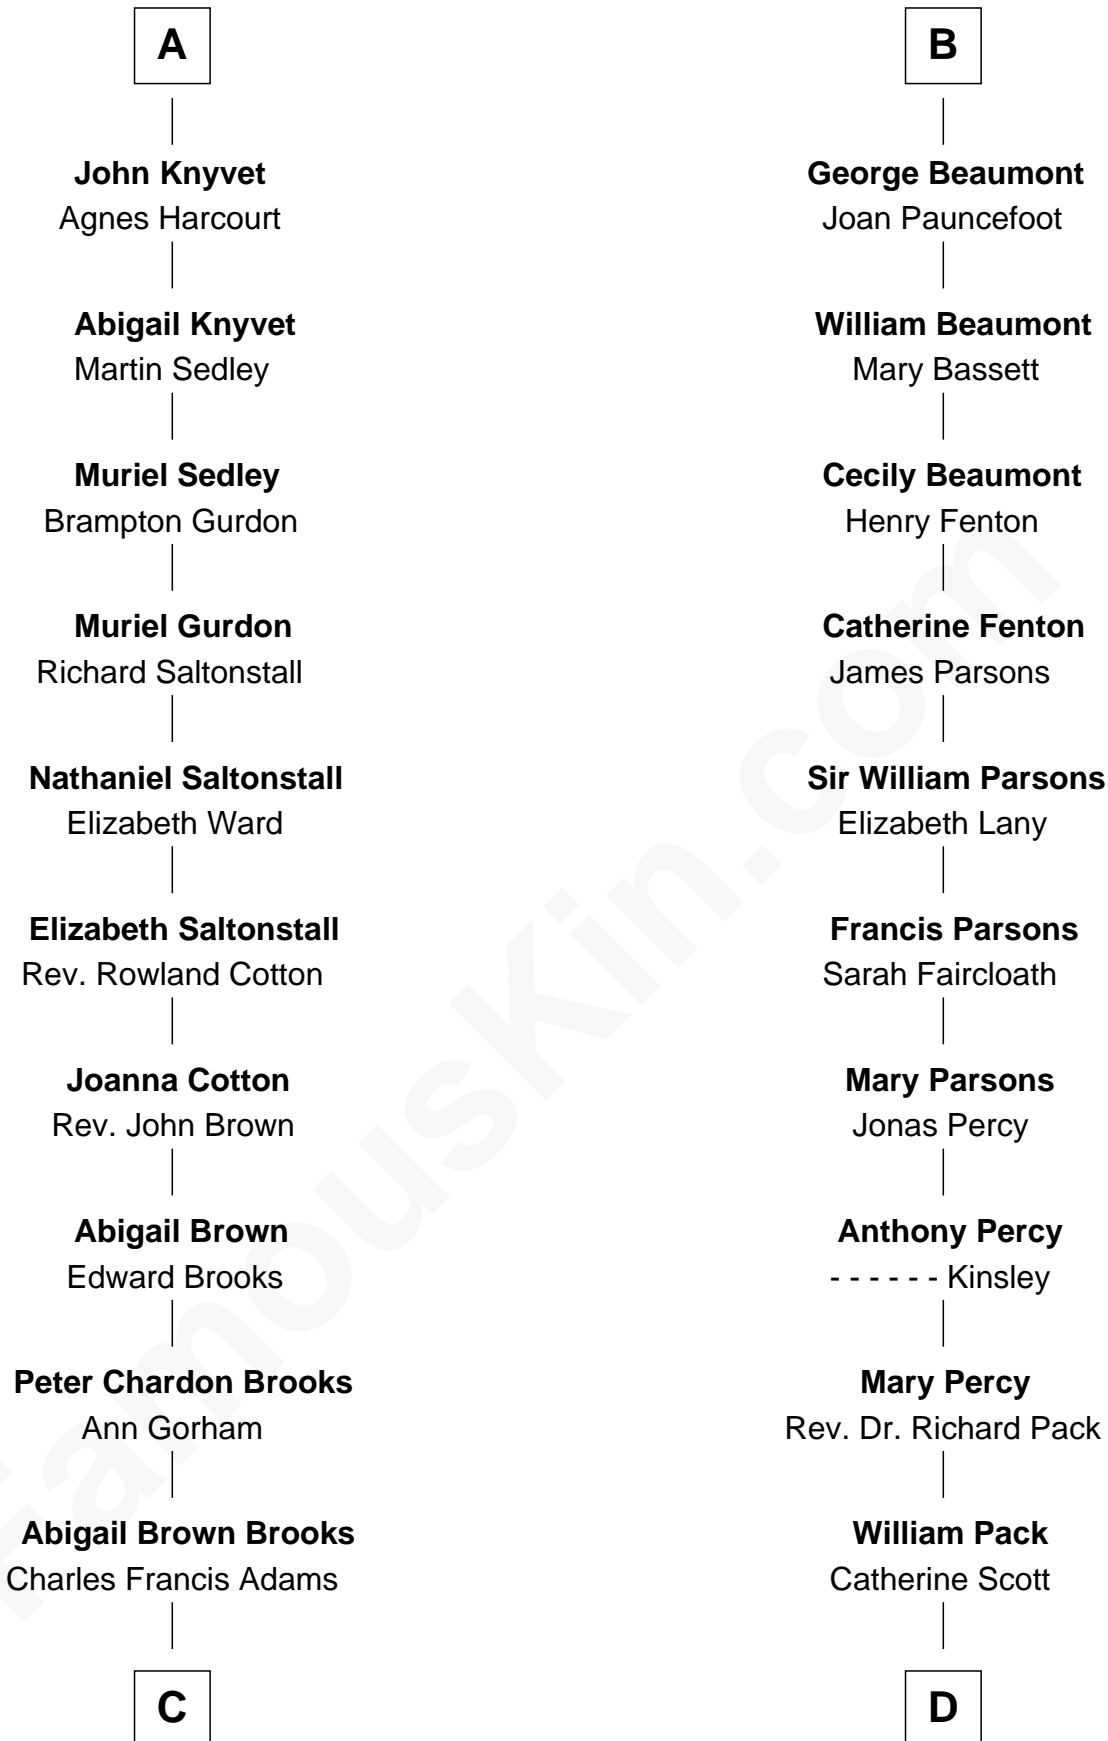 A
John Knyvet
Agnes Harcourt
Abigail Knyvet
Martin Sedley
Muriel Sedley
Brampton Gurdon
Muriel Gurdon
Richard Saltonstall
Nathaniel Saltonstall
Elizabeth Ward
Elizabeth Saltonstall
Rev. Rowland Cotton
Joanna Cotton
Rev. John Brown
Abigail Brown
Edward Brooks
Peter Chardon Brooks
Ann Gorham
Abigail Brown Brooks
Charles Francis Adams
C
B
George Beaumont
Joan Pauncefoot
William Beaumont
Mary Bassett
Cecily Beaumont
Henry Fenton
Catherine Fenton
James Parsons
Sir William Parsons
Elizabeth Lany
Francis Parsons
Sarah Faircloath
Mary Parsons
Jonas Percy
Anthony Percy
- - - - - - Kinsley
Mary Percy
Rev. Dr. Richard Pack
William Pack
Catherine Scott
D
FamousKin.com